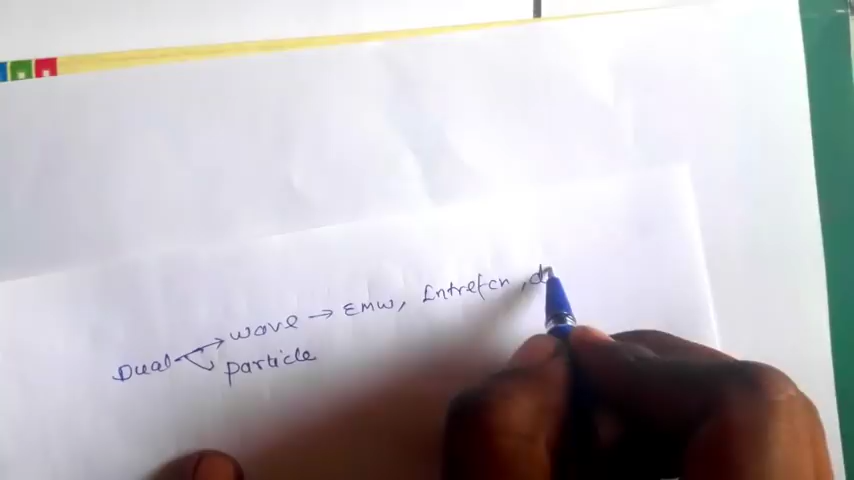 Dual → wave → EMW, Intrefcn, d
particle